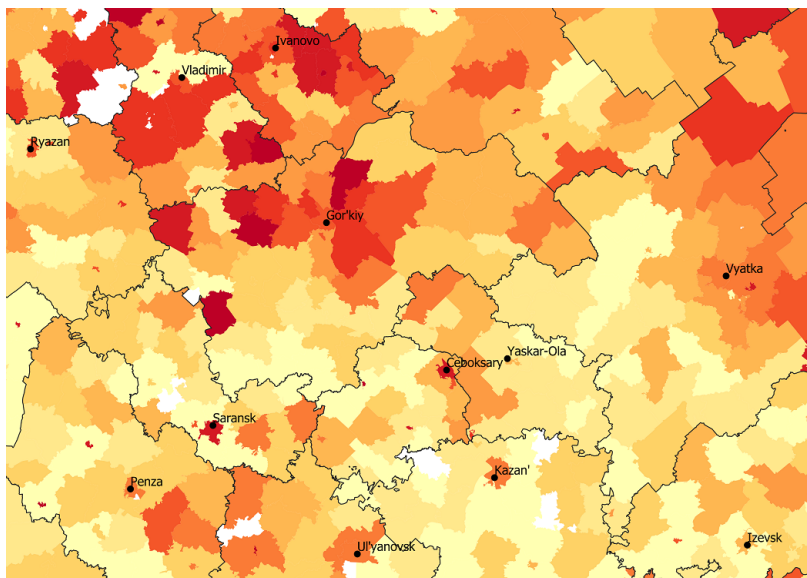 Ivanovo
Vladimir
Ryazan
Gor'kiy
Vyatka
Yaskar-Ola
Ceboksary
Saransk
Kazan'
Penza
Ul'yanovsk
Izevsk